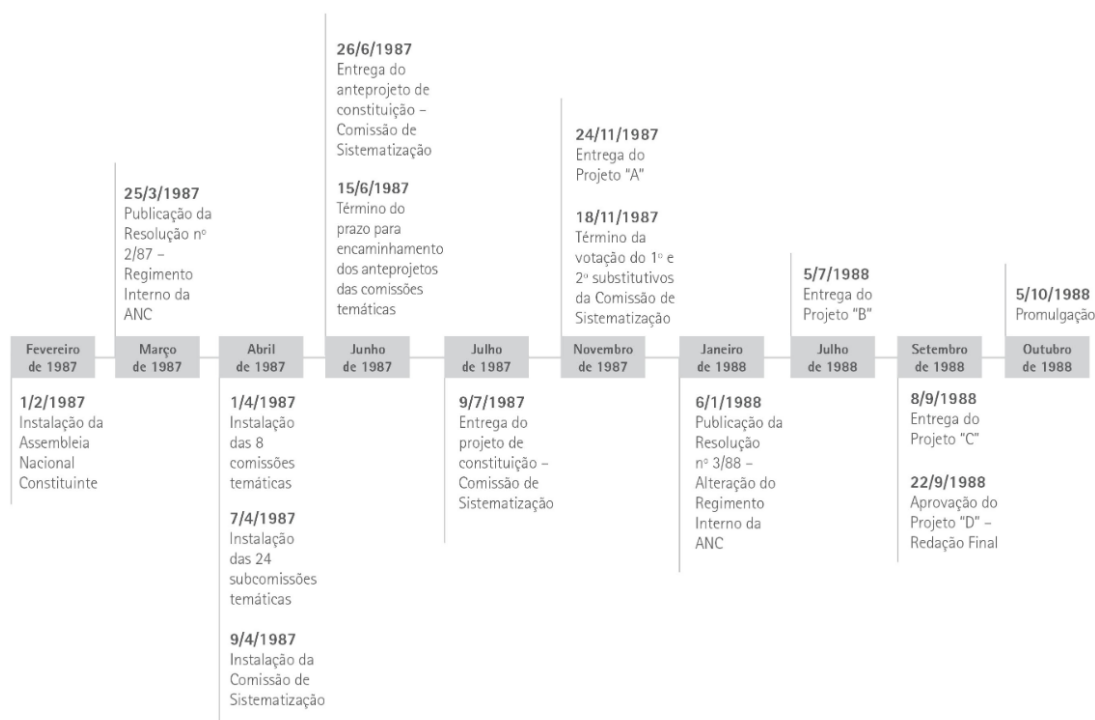 26/6/1987
Entrega do
anteprojeto de
constituição –
Comissão de
Sistematização
15/6/1987
Término do
prazo para
encaminhamento
dos anteprojetos
das comissões
temáticas
24/11/1987
Entrega do
Projeto "A"
18/11/1987
Término da
votação do 1º e
2º substitutivos
da Comissão de
Sistematização
25/3/1987
Publicação da
Resolução nº
2/87 –
Regimento
Interno da
ANC
5/7/1988
Entrega do
Projeto "B"
5/10/1988
Promulgação
Fevereiro
de 1987
Março
de 1987
Abril
de 1987
Junho
de 1987
Julho
de 1987
Novembro
de 1987
Janeiro
de 1988
Julho
de 1988
Setembro
de 1988
Outubro
de 1988
1/2/1987
Instalação da
Assembleia
Nacional
Constituinte
1/4/1987
Instalação
das 8
comissões
temáticas
7/4/1987
Instalação
das 24
subcomissões
temáticas
9/4/1987
Instalação da
Comissão de
Sistematização
9/7/1987
Entrega do
projeto de
constituição –
Comissão de
Sistematização
6/1/1988
Publicação da
Resolução
nº 3/88 –
Alteração do
Regimento
Interno da
ANC
8/9/1988
Entrega do
Projeto "C"
22/9/1988
Aprovação do
Projeto "D" –
Redação Final